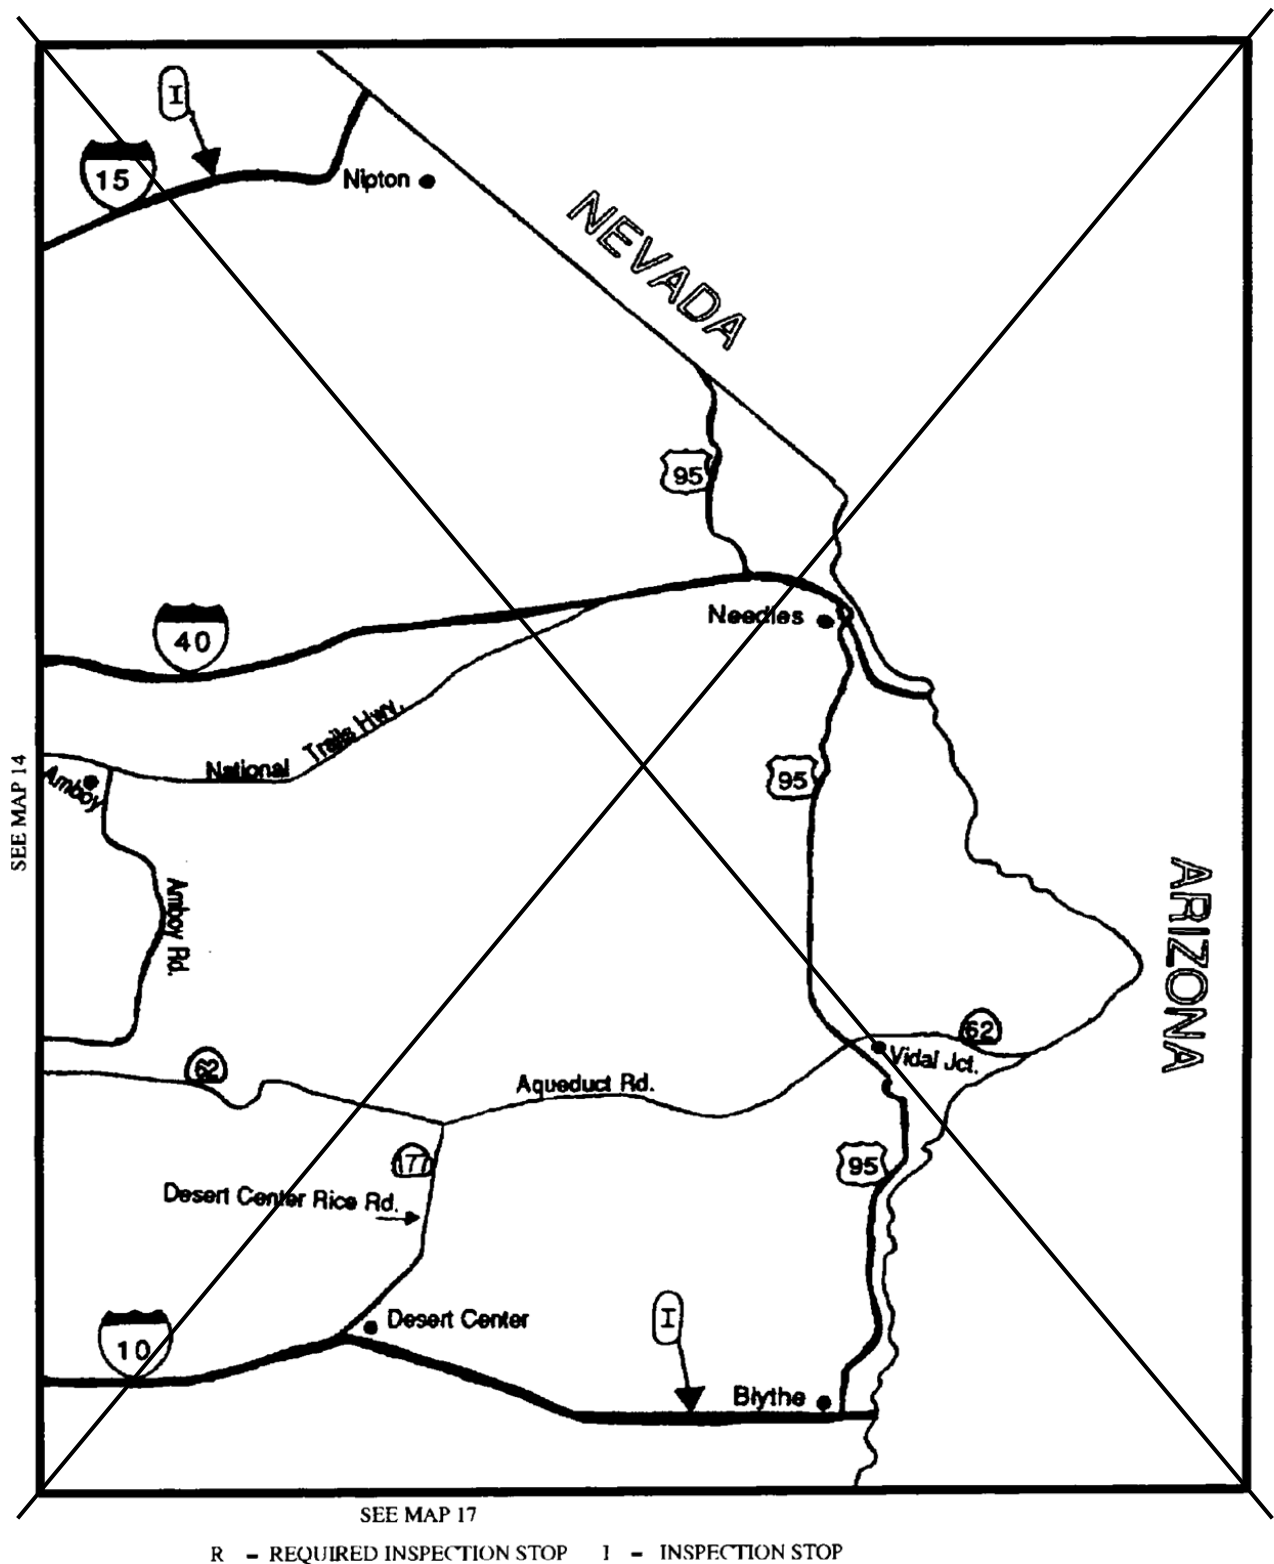 I
15
Nipton
NEVADA
95
Needles
40
National Trails Hwy.
Amboy
95
SEE MAP 14
Amboy Rd.
ARIZONA
62
Vidal Jct.
62
Aqueduct Rd.
177
95
Desert Center Rice Rd.
Desert Center
I
10
Blythe
SEE MAP 17
R – REQUIRED INSPECTION STOP I – INSPECTION STOP